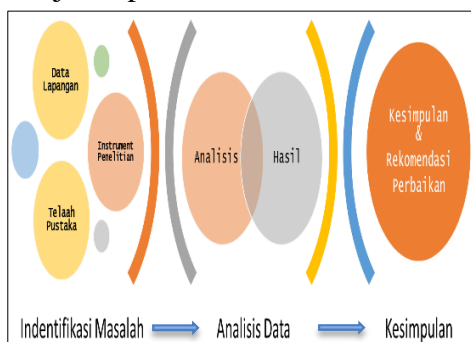 Data
Lapangan
Instrument
Penelitian
Telaah
Pustaka
Analisis
Hasil
Kesimpulan
&
Rekomendasi
Perbaikan
Indentifikasi Masalah
Analisis Data
Kesimpulan